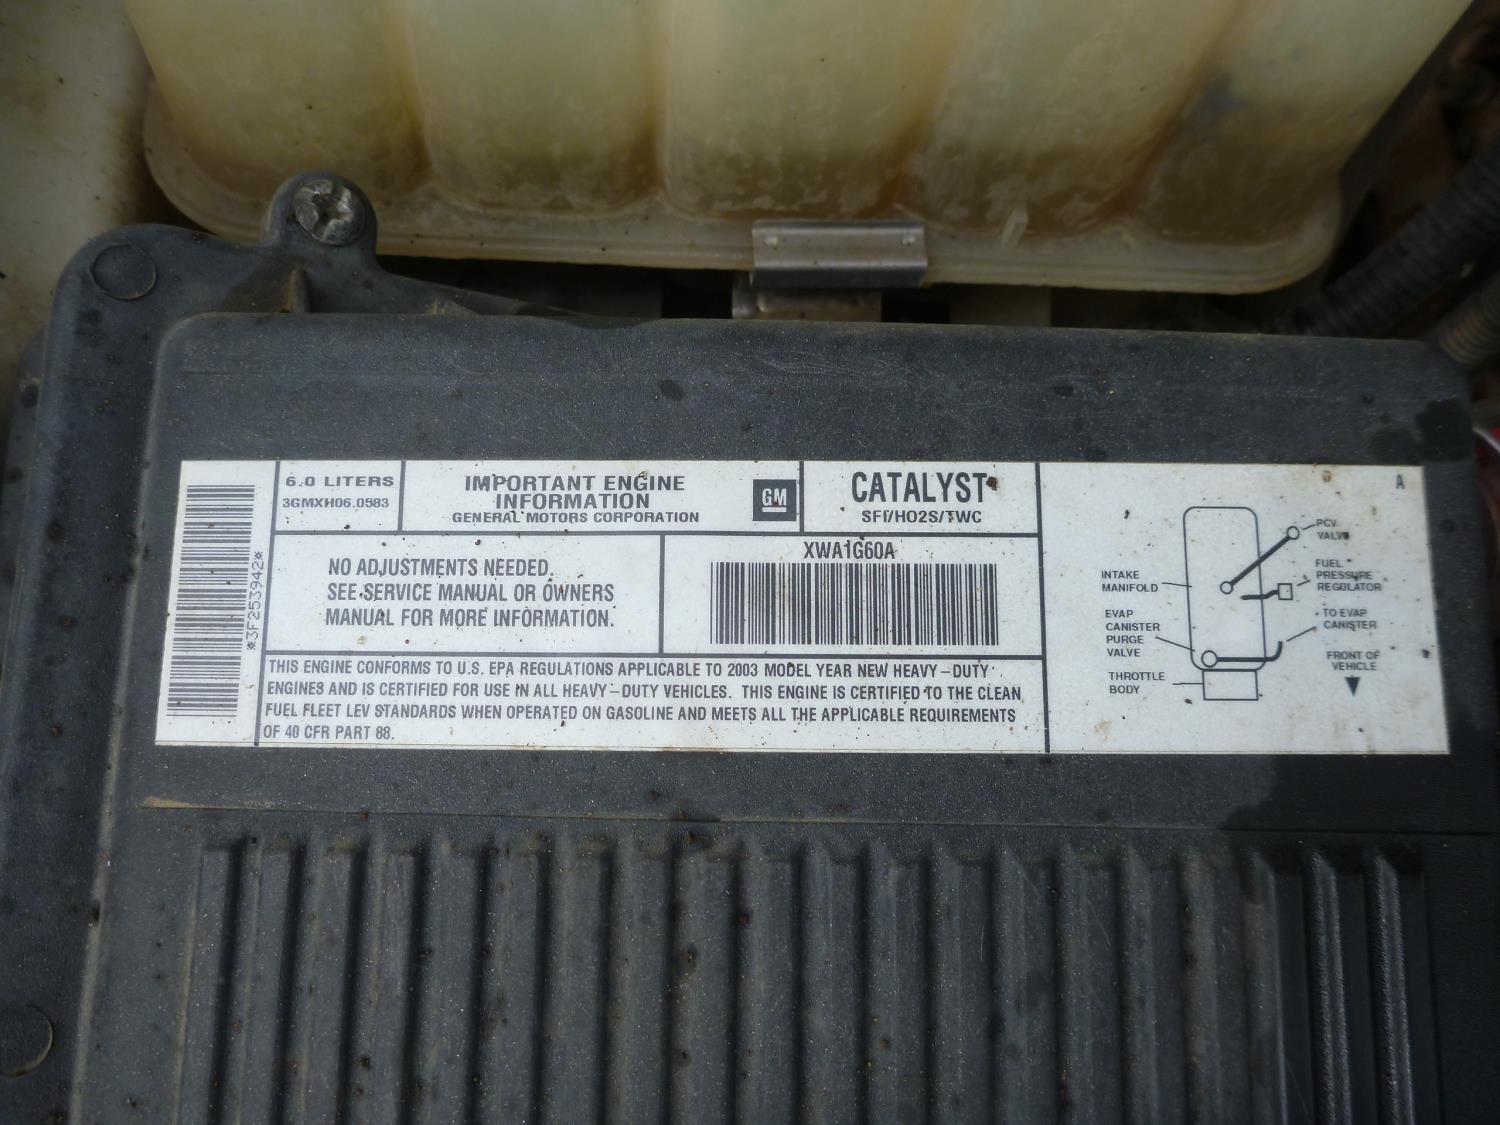 *3F253942*
6.0 LITERS
3GMXH06.0583
IMPORTANT ENGINE
INFORMATION
GENERAL MOTORS CORPORATION
GM
CATALYST
SFI/HO2S/TWC
NO ADJUSTMENTS NEEDED.
SEE SERVICE MANUAL OR OWNERS
MANUAL FOR MORE INFORMATION.
XWA1G60A
THIS ENGINE CONFORMS TO U.S. EPA REGULATIONS APPLICABLE TO 2003 MODEL YEAR NEW HEAVY-DUTY
ENGINES AND IS CERTIFIED FOR USE IN ALL HEAVY-DUTY VEHICLES. THIS ENGINE IS CERTIFIED TO THE CLEAN
FUEL FLEET LEV STANDARDS WHEN OPERATED ON GASOLINE AND MEETS ALL THE APPLICABLE REQUIREMENTS
OF 40 CFR PART 88.
A
PCV
VALVE
FUEL
PRESSURE
REGULATOR
INTAKE
MANIFOLD
EVAP
CANISTER
PURGE
VALVE
TO EVAP
CANISTER
THROTTLE
BODY
FRONT OF
VEHICLE